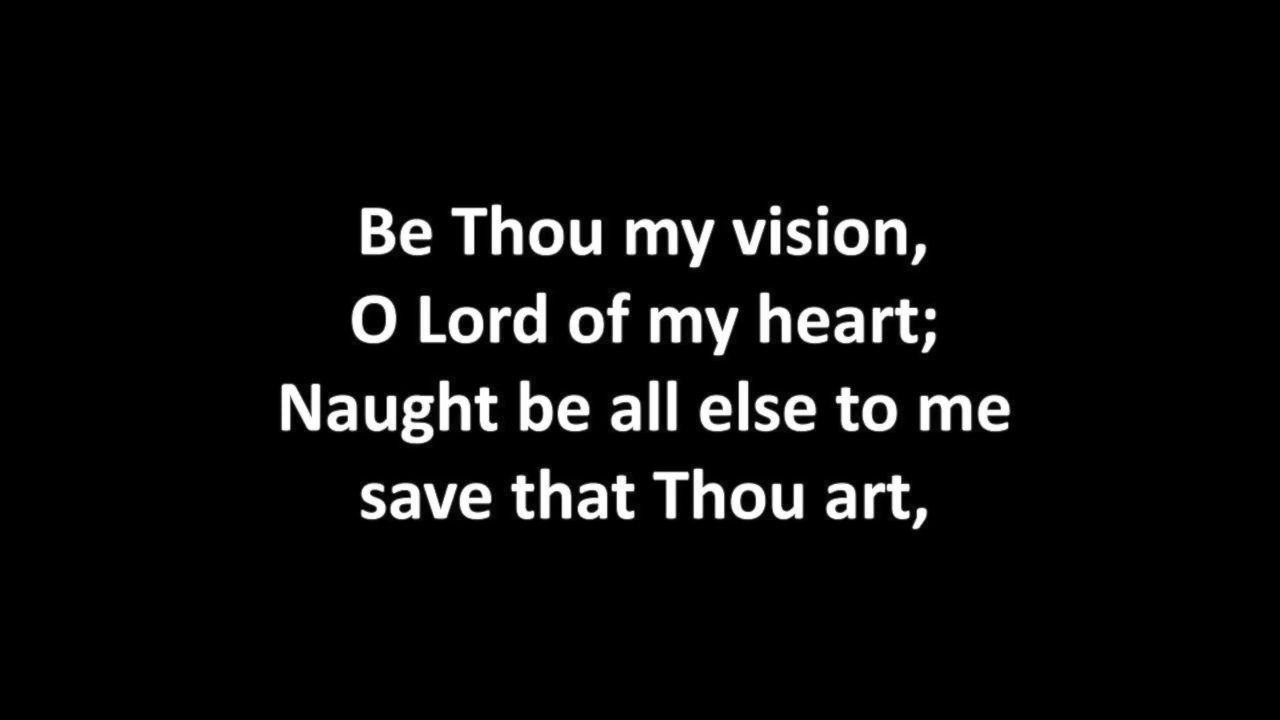 Be Thou my vision,
O Lord of my heart;
Naught be all else to me
save that Thou art,